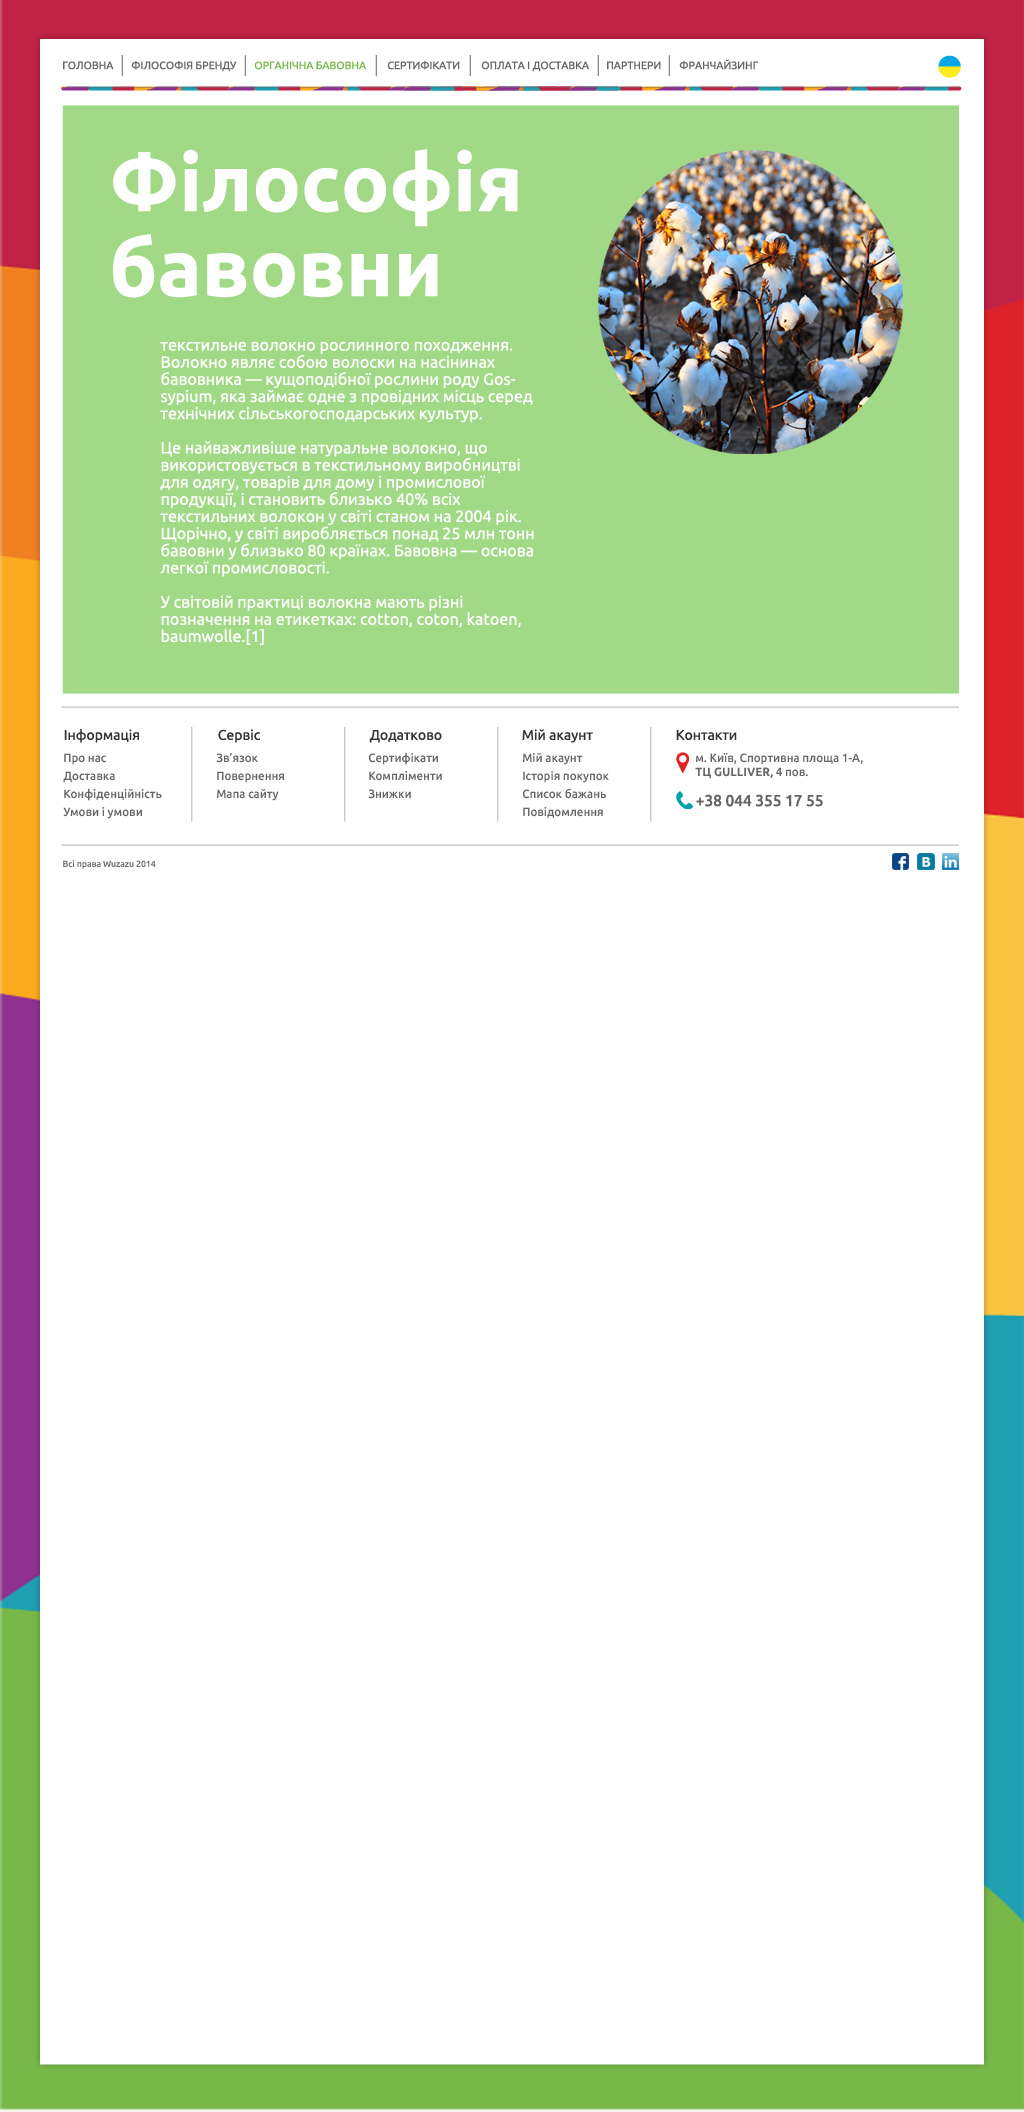 ГОЛОВНА ФІЛОСОФІЯ БРЕНДУ ОРГАНІЧНА БАВОВНА СЕРТИФІКАТИ ОПЛАТА І ДОСТАВКА ПАРТНЕРИ ФРАНЧАЙЗИНГ
Філософія
бавовни
текстильне волокно рослинного походження.
Волокно являє собою волоски на насінинах
бавовника — кущоподібної рослини роду Gos-
sypium, яка займає одне з провідних місць серед
технічних сільськогосподарських культур.
Це найважливіше натуральне волокно, що
використовується в текстильному виробництві
для одягу, товарів для дому і промислової
продукції, і становить близько 40% всіх
текстильних волокон у світі станом на 2004 рік.
Щорічно, у світі виробляється понад 25 млн тонн
бавовни у близько 80 країнах. Бавовна — основа
легкої промисловості.
У світовій практиці волокна мають різні
позначення на етикетках: cotton, coton, katoen,
baumwolle.[1]
Інформація
Про нас
Доставка
Конфіденційність
Умови і умови
Сервіс
Зв’язок
Повернення
Мапа сайту
Додатково
Сертифікати
Компліменти
Знижки
Мій акаунт
Мій акаунт
Історія покупок
Список бажань
Повідомлення
Контакти
м. Київ, Спортивна площа 1-А,
ТЦ GULLIVER, 4 пов.
+38 044 355 17 55
Всі права Wuzazu 2014
f B in